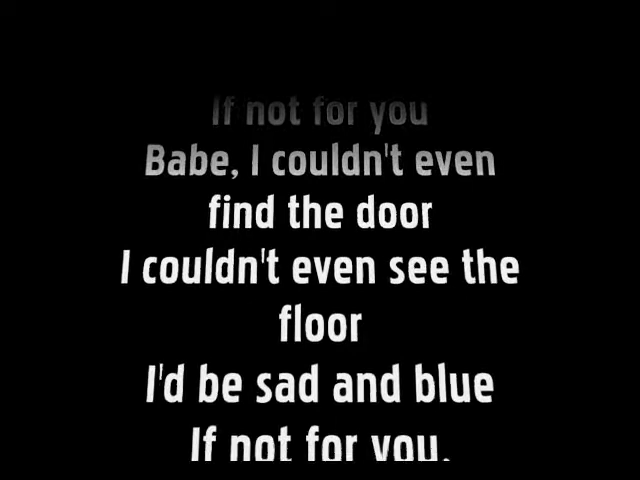 If not for you
Babe, I couldn't even
find the door
I couldn't even see the
floor
I'd be sad and blue
If not for you.